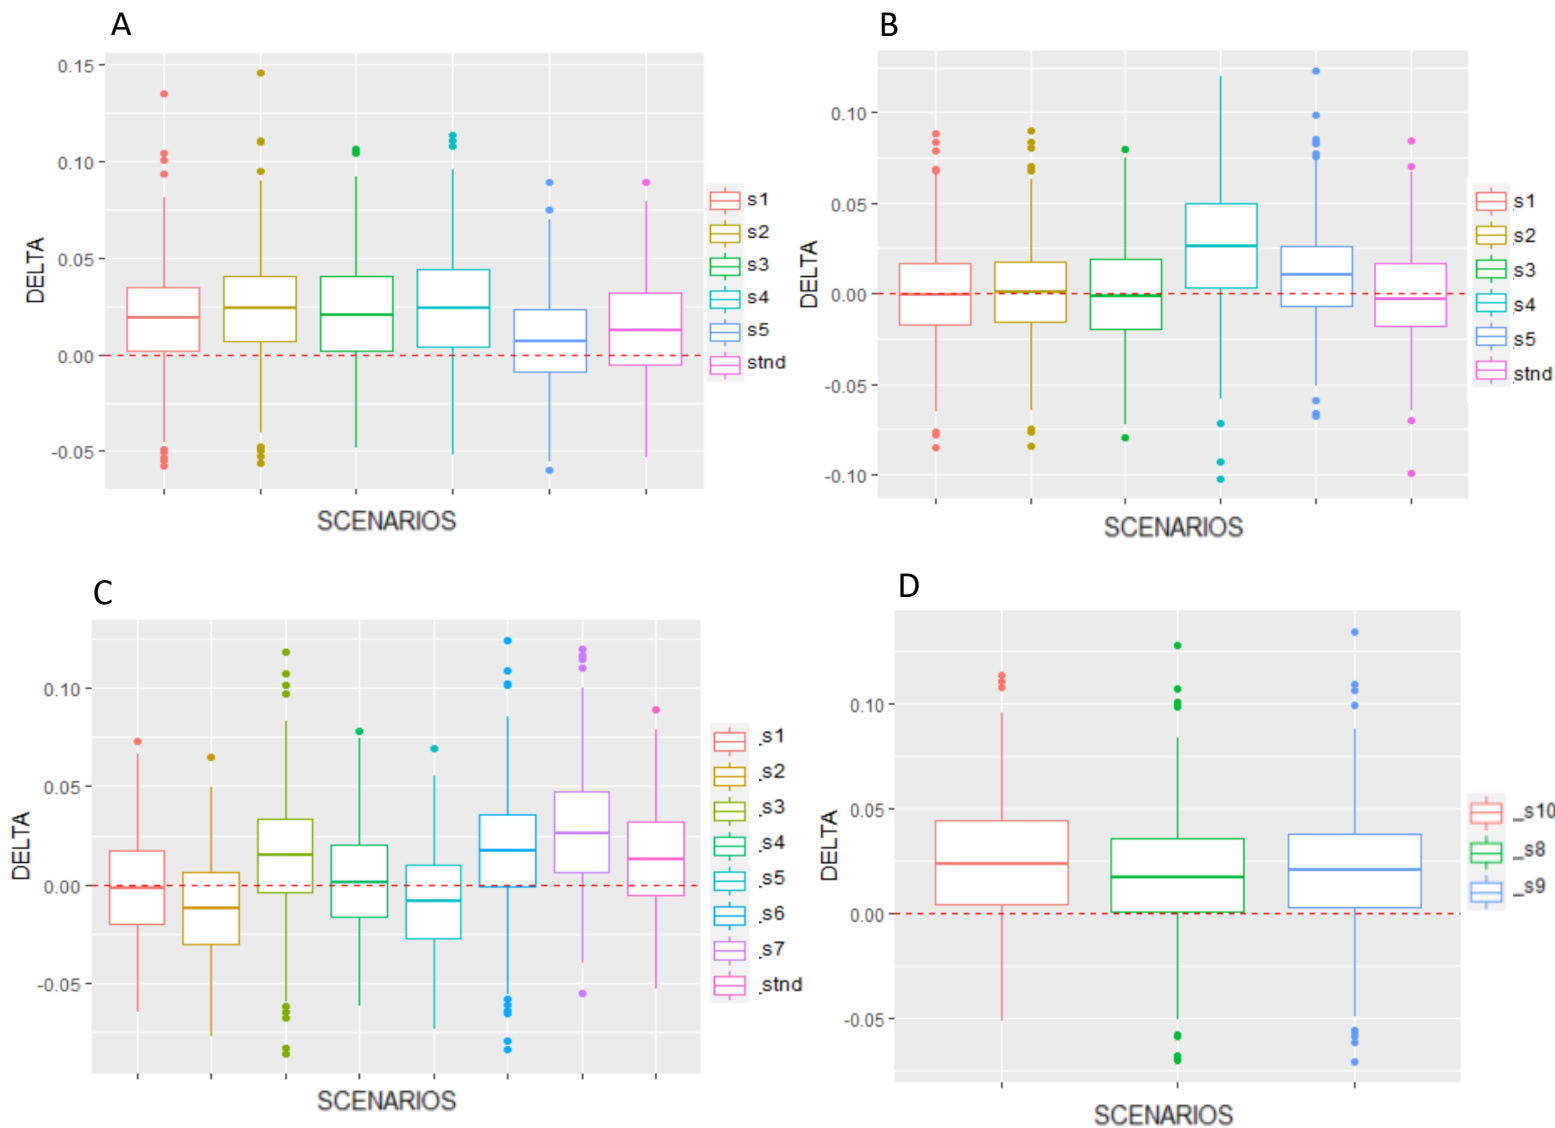 A
0.15
0.10
0.05
0.00
-0.05
DELTA
SCENARIOS
s1
s2
s3
s4
s5
stnd
B
0.10
0.05
0.00
-0.05
-0.10
DELTA
SCENARIOS
s1
s2
s3
s4
s5
stnd
C
0.10
0.05
0.00
-0.05
DELTA
SCENARIOS
_s1
_s2
_s3
_s4
_s5
_s6
_s7
_stnd
D
0.10
0.05
0.00
-0.05
DELTA
SCENARIOS
_s10
_s8
_s9